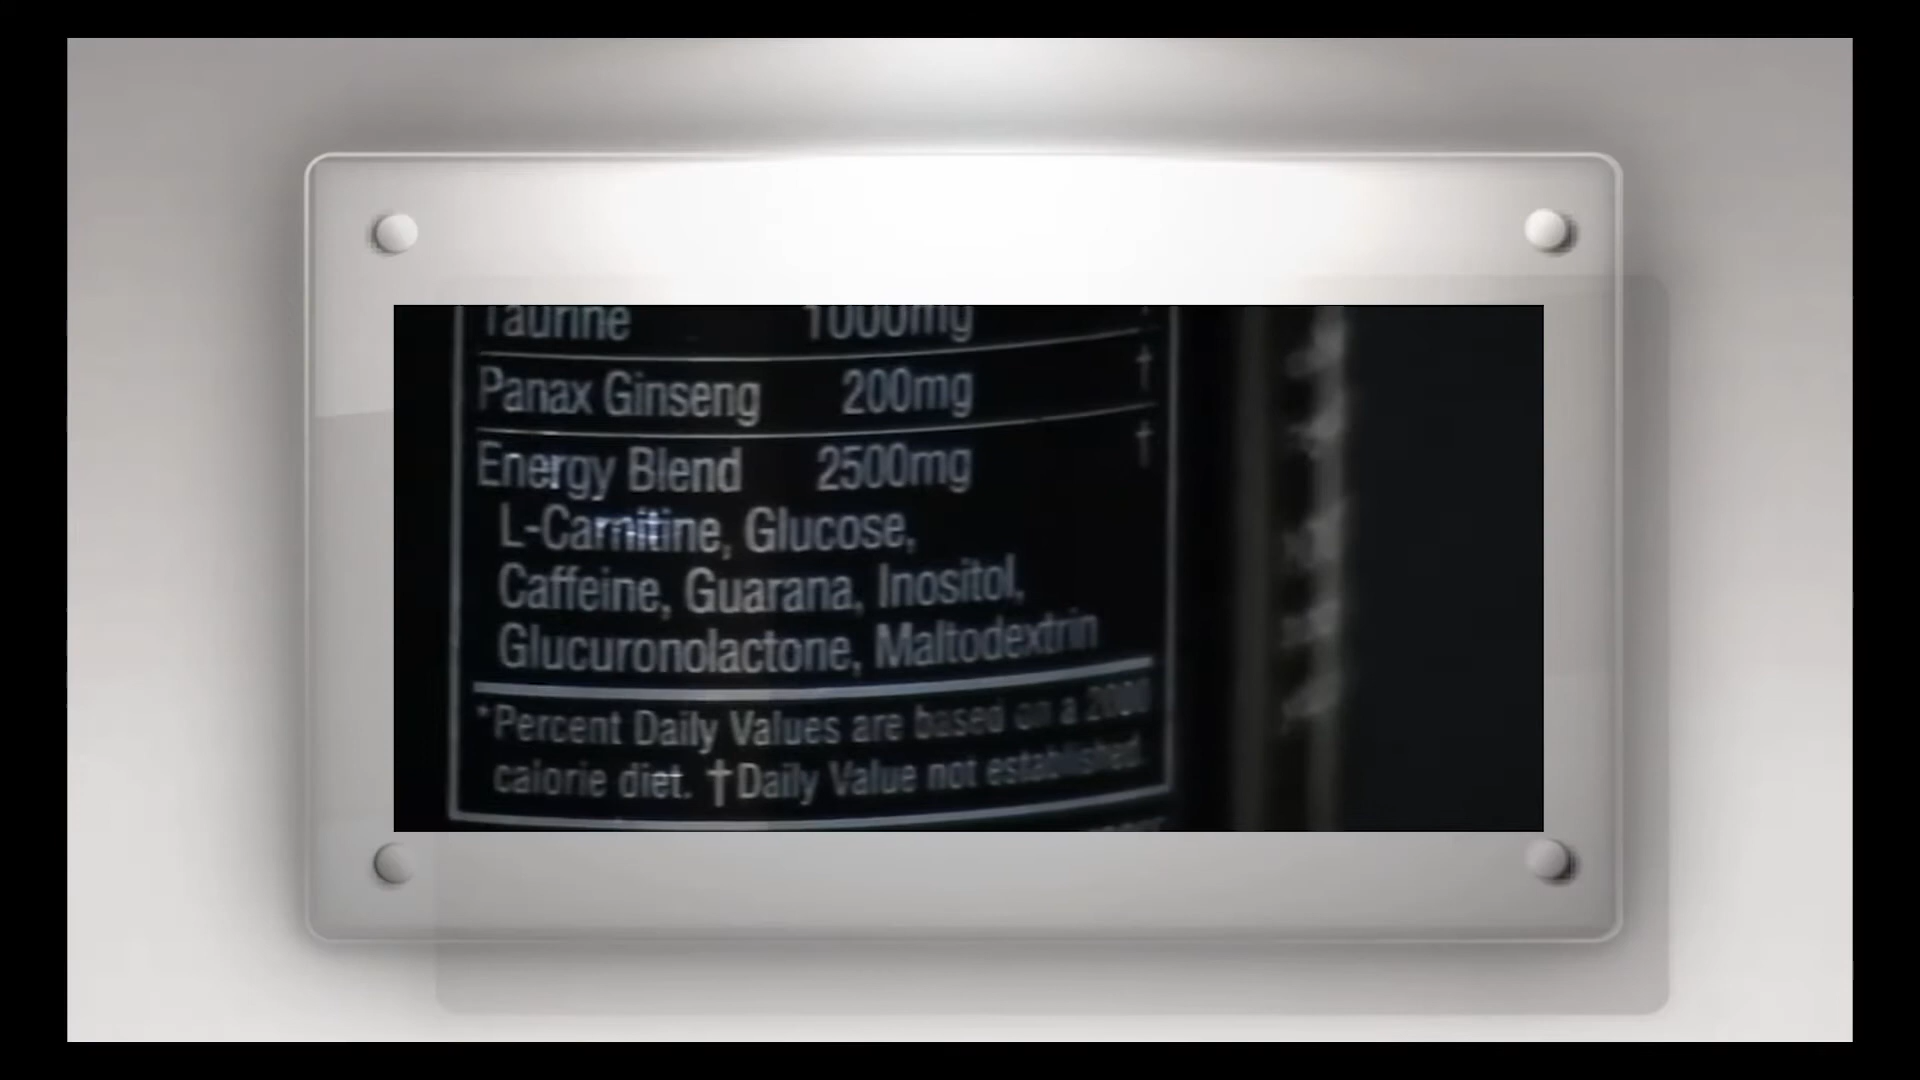 Taurine 1000mg
Panax Ginseng 200mg †
Energy Blend 2500mg †
L-Carnitine, Glucose,
Caffeine, Guarana, Inositol,
Glucuronolactone, Maltodextrin
*Percent Daily Values are based on a 2000
calorie diet. †Daily Value not established.